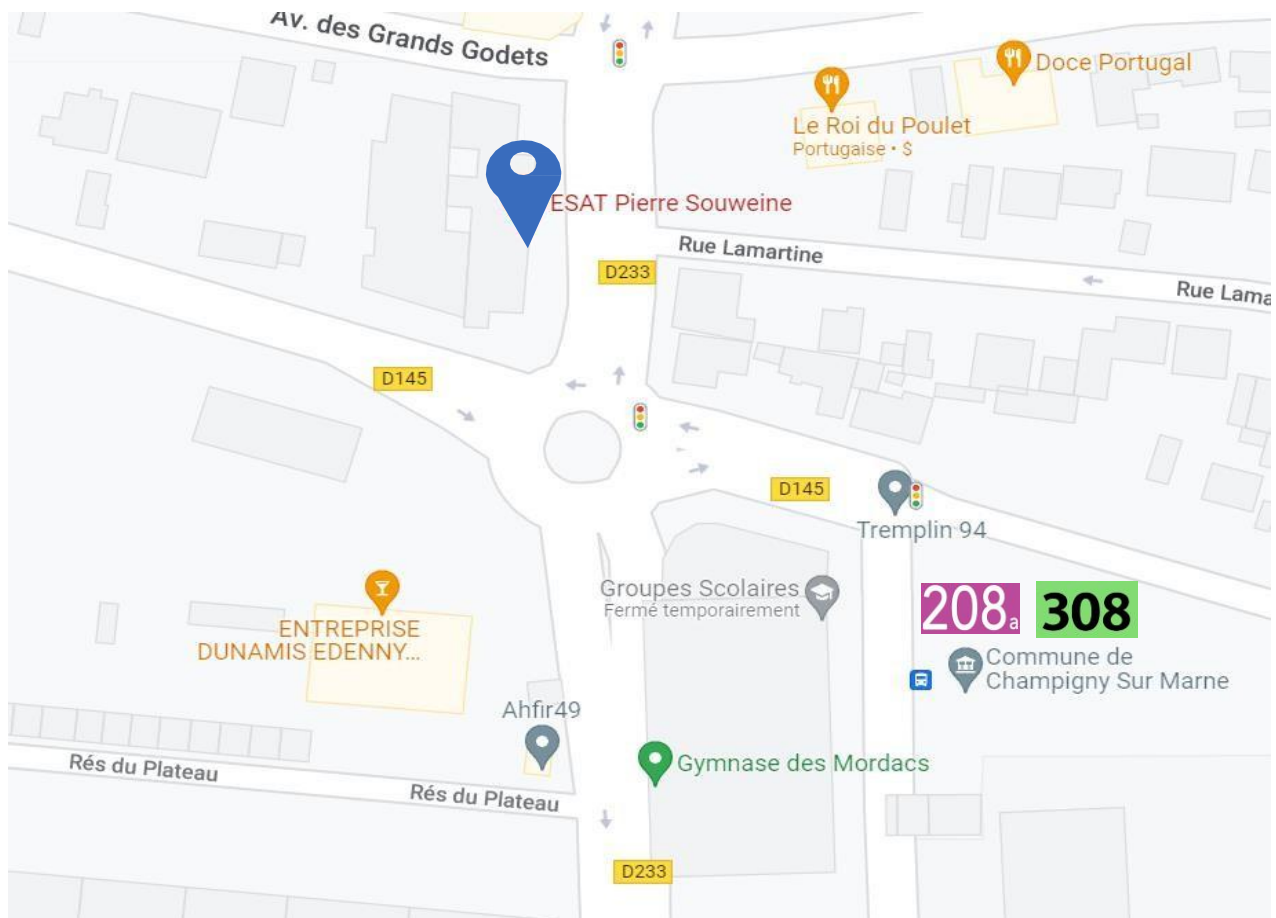 Av. des Grands Godets
Doce Portugal
Le Roi du Poulet
Portugaise • $
ESAT Pierre Souweine
Rue Lamartine
D233
Rue Lama
D145
D145
Tremplin 94
Groupes Scolaires
Fermé temporairement
208a 308
ENTREPRISE
DUNAMIS EDENNY...
Commune de
Champigny Sur Marne
Ahfir49
Gymnase des Mordacs
Rés du Plateau
Rés du Plateau
D233